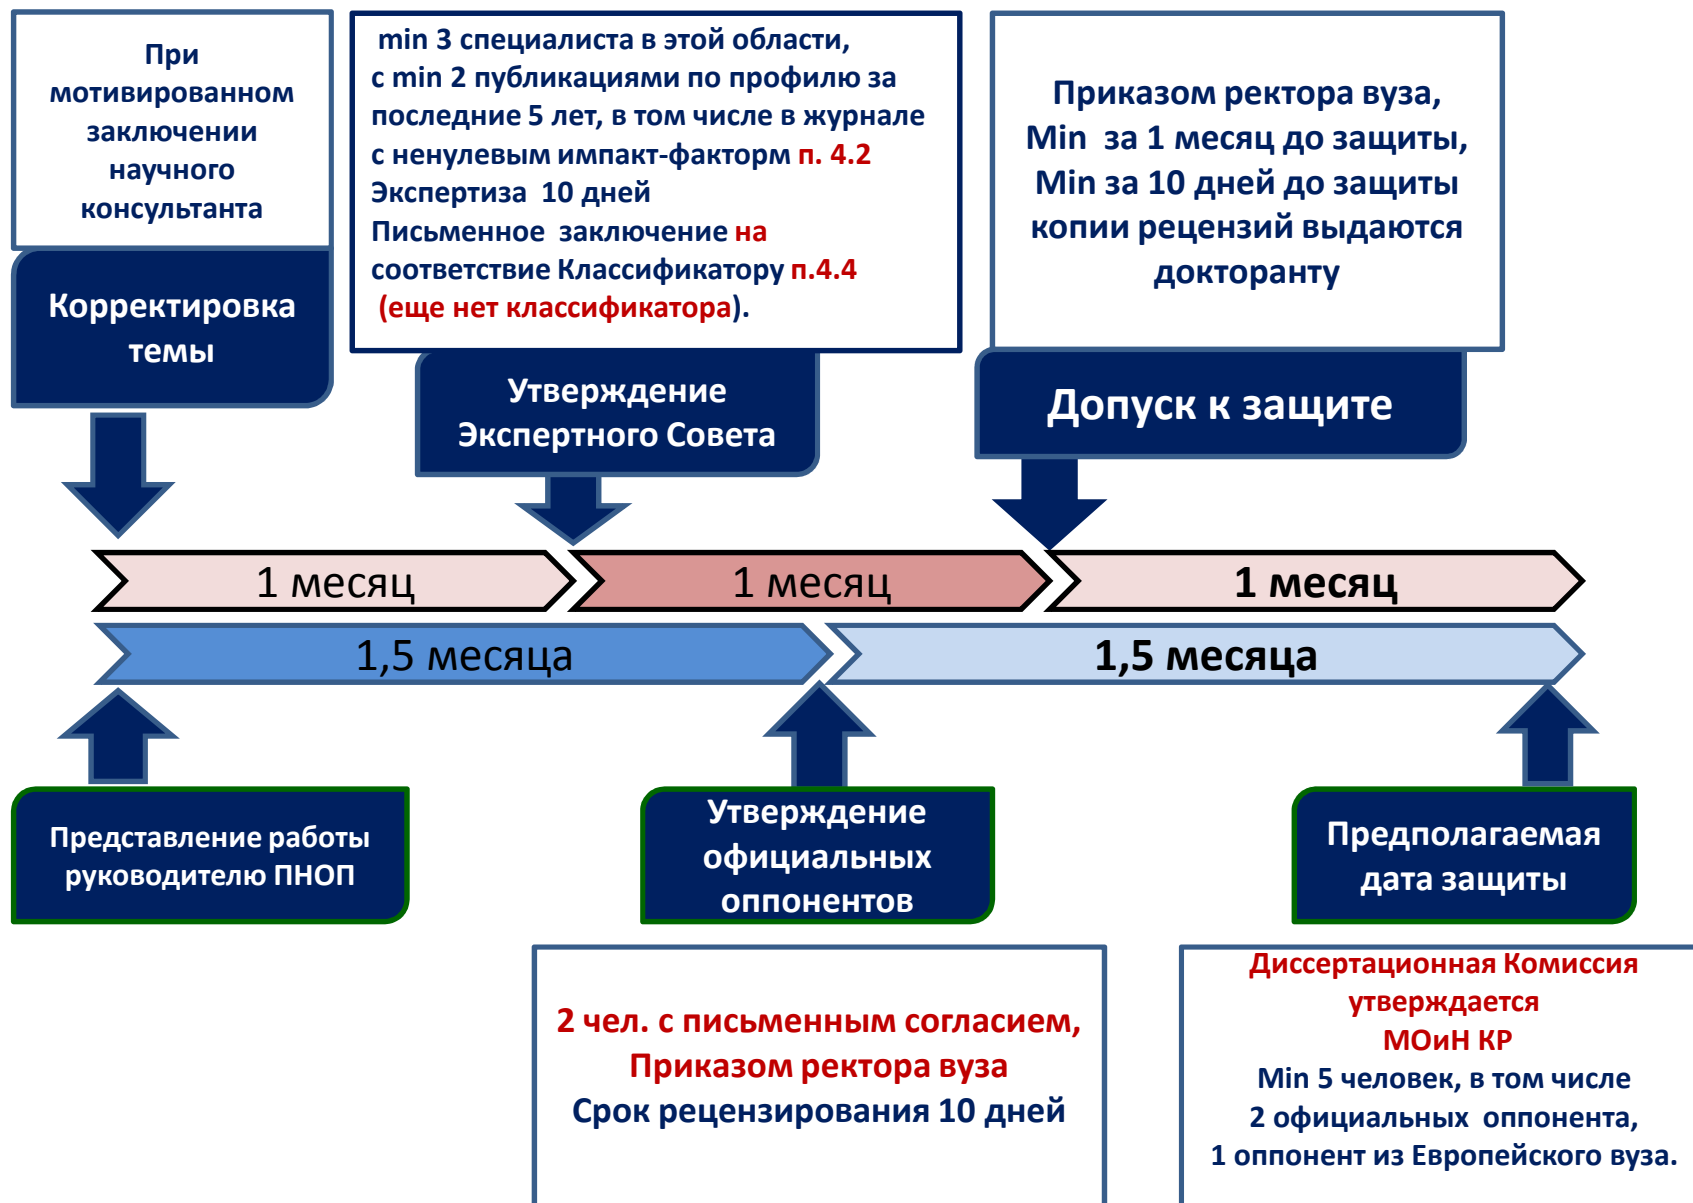 При
мотивированном
заключении
научного
консультанта
Корректировка
темы
min 3 специалиста в этой области,
с min 2 публикациями по профилю за
последние 5 лет, в том числе в журнале
с ненулевым импакт-фактором п. 4.2
Экспертиза 10 дней
Письменное заключение на
соответствие Классификатору п.4.4
(еще нет классификатора).
Утверждение
Экспертного Совета
Приказом ректора вуза,
Min за 1 месяц до защиты,
Min за 10 дней до защиты
копии рецензий выдаются
докторанту
Допуск к защите
1 месяц
1 месяц
1 месяц
1,5 месяца
1,5 месяца
Представление работы
руководителю ПНОП
Утверждение
официальных
оппонентов
Предполагаемая
дата защиты
2 чел. с письменным согласием,
Приказом ректора вуза
Срок рецензирования 10 дней
Диссертационная Комиссия
утверждается
МОиН КР
Min 5 человек, в том числе
2 официальных оппонента,
1 оппонент из Европейского вуза.